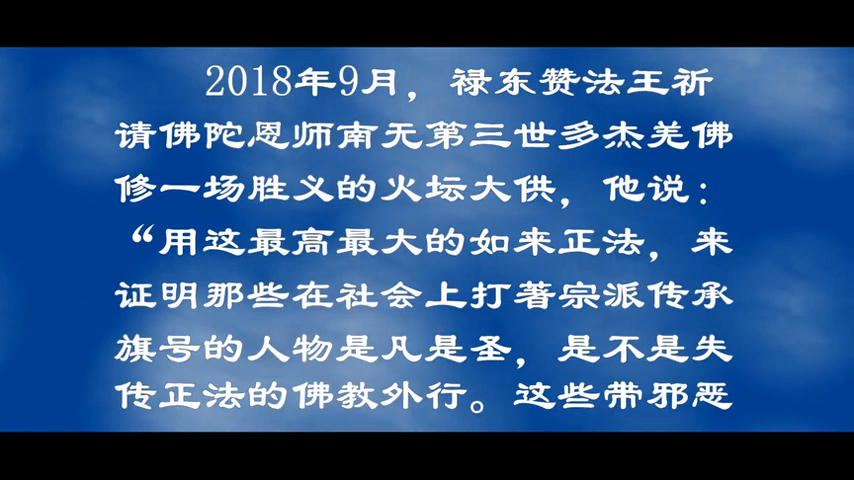 2018年9月，禄东赞法王祈
请佛陀恩师南无第三世多杰羌佛
修一场胜义的火坛大供，他说：
“用这最高最大的如来正法，来
证明那些在社会上打著宗派传承
旗号的人物是凡是圣，是不是失
传正法的佛教外行。这些带邪恶